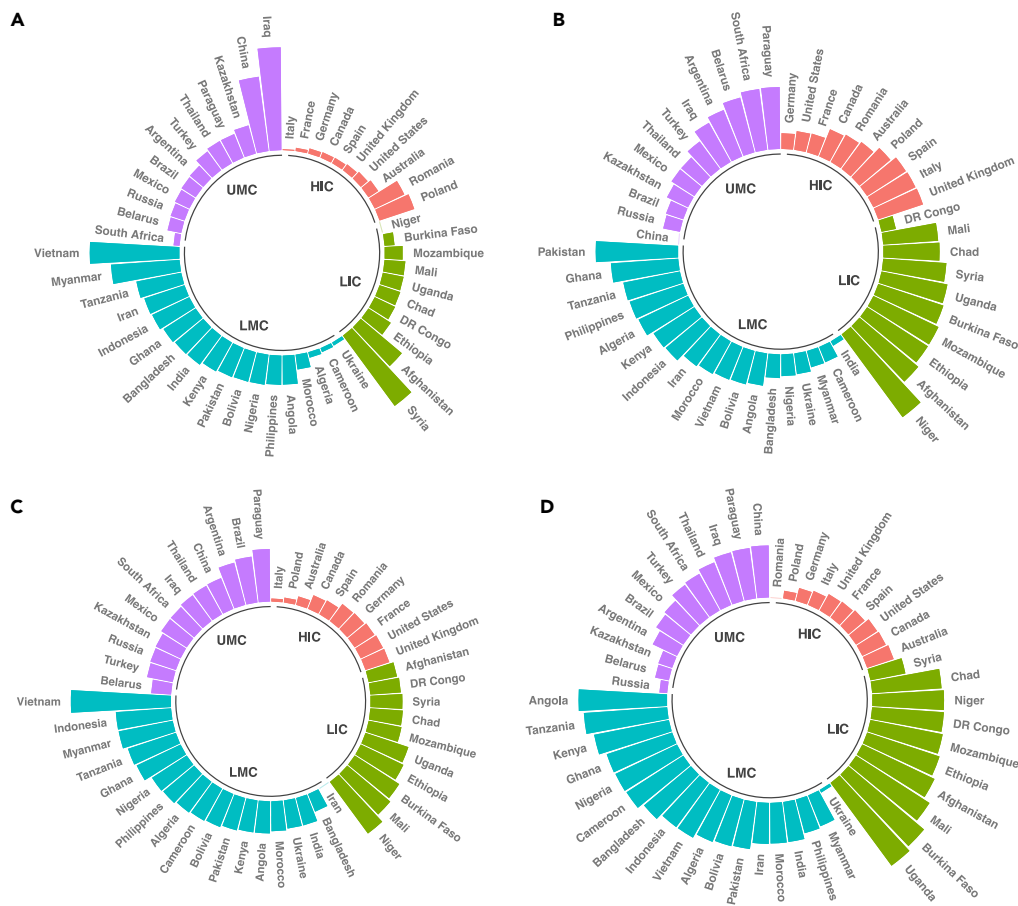 A
Italy
France
Germany
Canada
Spain
United Kingdom
United States
Australia
Romania
Poland
Niger
Burkina Faso
Mozambique
Mali
Uganda
Chad
DR Congo
Ethiopia
Afghanistan
Syria
Ukraine
Cameroon
Algeria
Morocco
Angola
Philippines
Nigeria
Bolivia
Pakistan
Kenya
India
Bangladesh
Ghana
Indonesia
Iran
Tanzania
Myanmar
Vietnam
South Africa
Belarus
Russia
Mexico
Brazil
Argentina
Turkey
Thailand
Paraguay
Kazakhstan
China
Iraq
UMC
HIC
LIC
LMC
B
Germany
United States
France
Canada
Romania
Australia
Poland
Spain
Italy
United Kingdom
DR Congo
Mali
Chad
Syria
Uganda
Burkina Faso
Mozambique
Ethiopia
Afghanistan
Niger
India
Cameroon
Myanmar
Ukraine
Nigeria
Bangladesh
Angola
Bolivia
Vietnam
Morocco
Iran
Indonesia
Kenya
Algeria
Philippines
Tanzania
Ghana
Pakistan
China
Russia
Brazil
Kazakhstan
Mexico
Thailand
Turkey
Iraq
Argentina
Belarus
South Africa
Paraguay
UMC
HIC
LIC
LMC
C
Italy
Poland
Australia
Canada
Spain
Romania
Germany
France
United States
United Kingdom
Afghanistan
DR Congo
Syria
Chad
Mozambique
Uganda
Ethiopia
Burkina Faso
Mali
Niger
Iran
Bangladesh
India
Ukraine
Morocco
Angola
Kenya
Pakistan
Bolivia
Cameroon
Algeria
Philippines
Nigeria
Ghana
Tanzania
Myanmar
Indonesia
Vietnam
Belarus
Turkey
Russia
Kazakhstan
Mexico
South Africa
Iraq
Thailand
China
Argentina
Brazil
Paraguay
UMC
HIC
LIC
LMC
D
Romania
Poland
Germany
Italy
United Kingdom
France
Spain
United States
Canada
Australia
Syria
Chad
Niger
DR Congo
Mozambique
Ethiopia
Afghanistan
Mali
Burkina Faso
Uganda
Ukraine
Myanmar
Philippines
India
Morocco
Iran
Pakistan
Bolivia
Algeria
Vietnam
Indonesia
Bangladesh
Cameroon
Nigeria
Ghana
Kenya
Tanzania
Angola
Russia
Belarus
Kazakhstan
Argentina
Brazil
Mexico
Turkey
South Africa
Thailand
Iraq
Paraguay
China
UMC
HIC
LIC
LMC